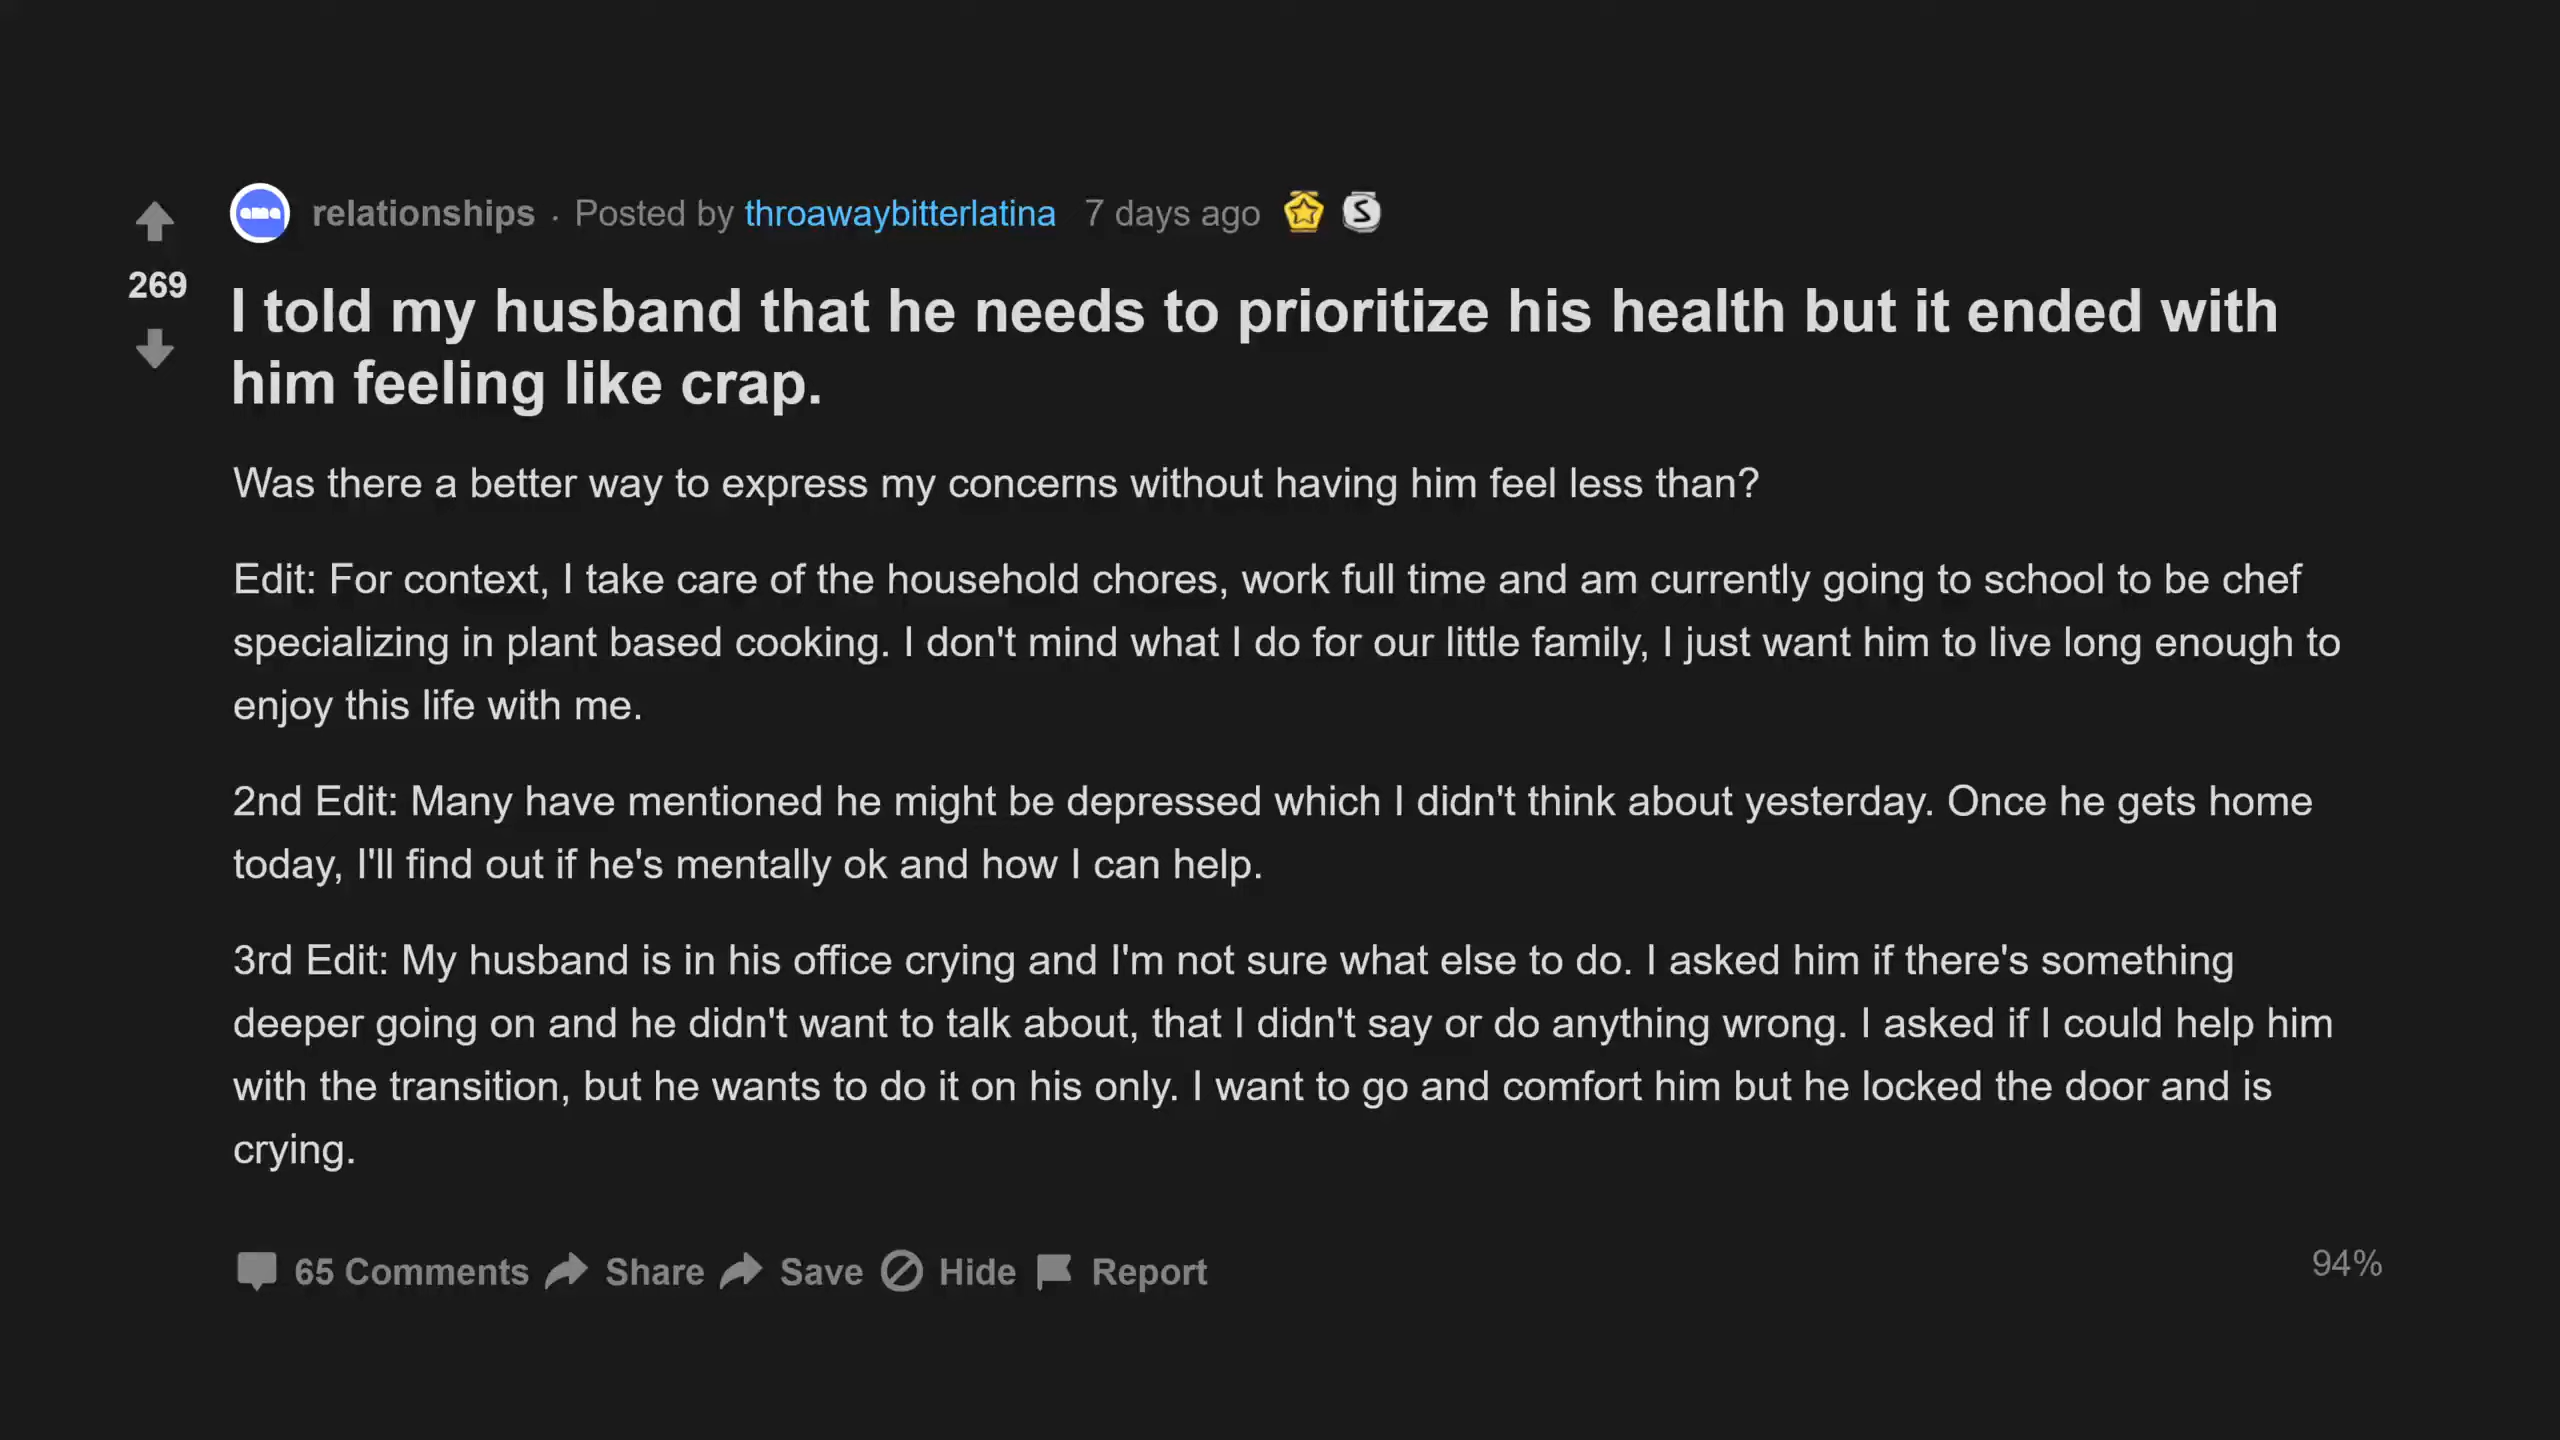 relationships · Posted by throawaybitterlatina 7 days ago
269
I told my husband that he needs to prioritize his health but it ended with
him feeling like crap.
Was there a better way to express my concerns without having him feel less than?
Edit: For context, I take care of the household chores, work full time and am currently going to school to be chef
specializing in plant based cooking. I don't mind what I do for our little family, I just want him to live long enough to
enjoy this life with me.
2nd Edit: Many have mentioned he might be depressed which I didn't think about yesterday. Once he gets home
today, I'll find out if he's mentally ok and how I can help.
3rd Edit: My husband is in his office crying and I'm not sure what else to do. I asked him if there's something
deeper going on and he didn't want to talk about, that I didn't say or do anything wrong. I asked if I could help him
with the transition, but he wants to do it on his only. I want to go and comfort him but he locked the door and is
crying.
65 Comments Share Save Hide Report
94%